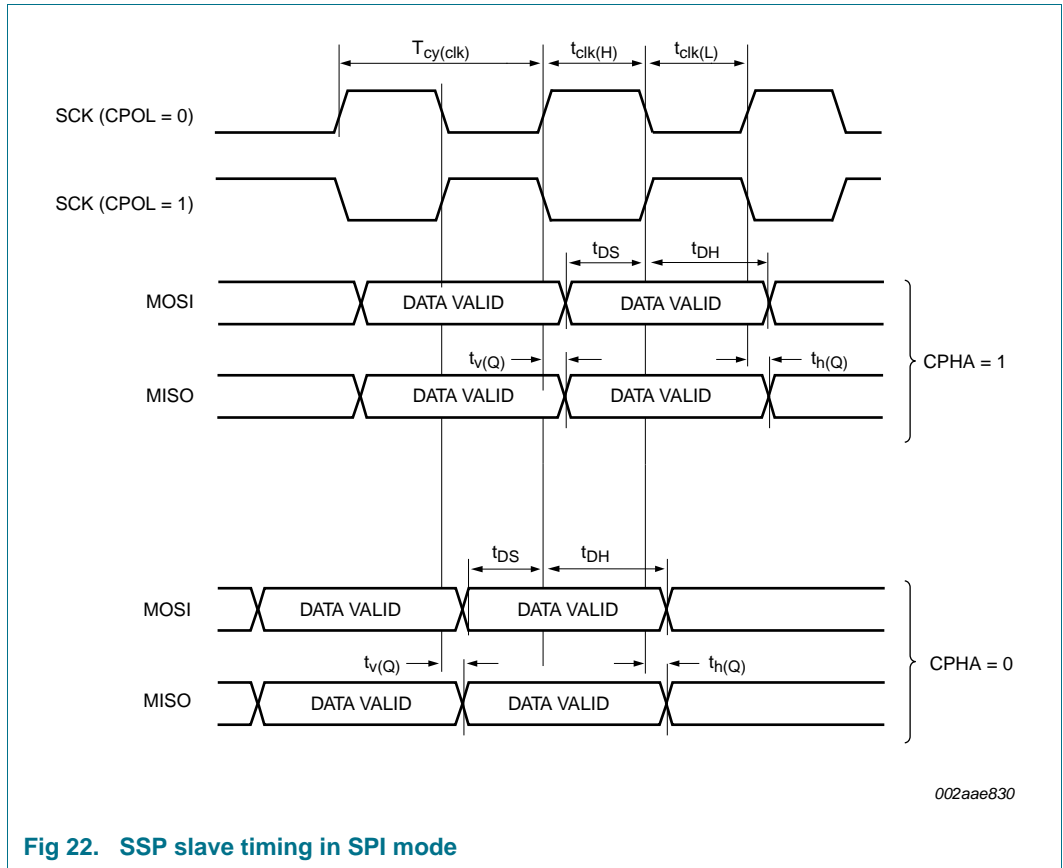 Tcy(clk) tclk(H) tclk(L)
SCK (CPOL = 0)
SCK (CPOL = 1)
tDS tDH
MOSI DATA VALID DATA VALID
tv(Q) th(Q)
CPHA = 1
MISO DATA VALID DATA VALID
tDS tDH
MOSI DATA VALID DATA VALID
tv(Q) th(Q)
CPHA = 0
MISO DATA VALID DATA VALID
002aae830
Fig 22. SSP slave timing in SPI mode